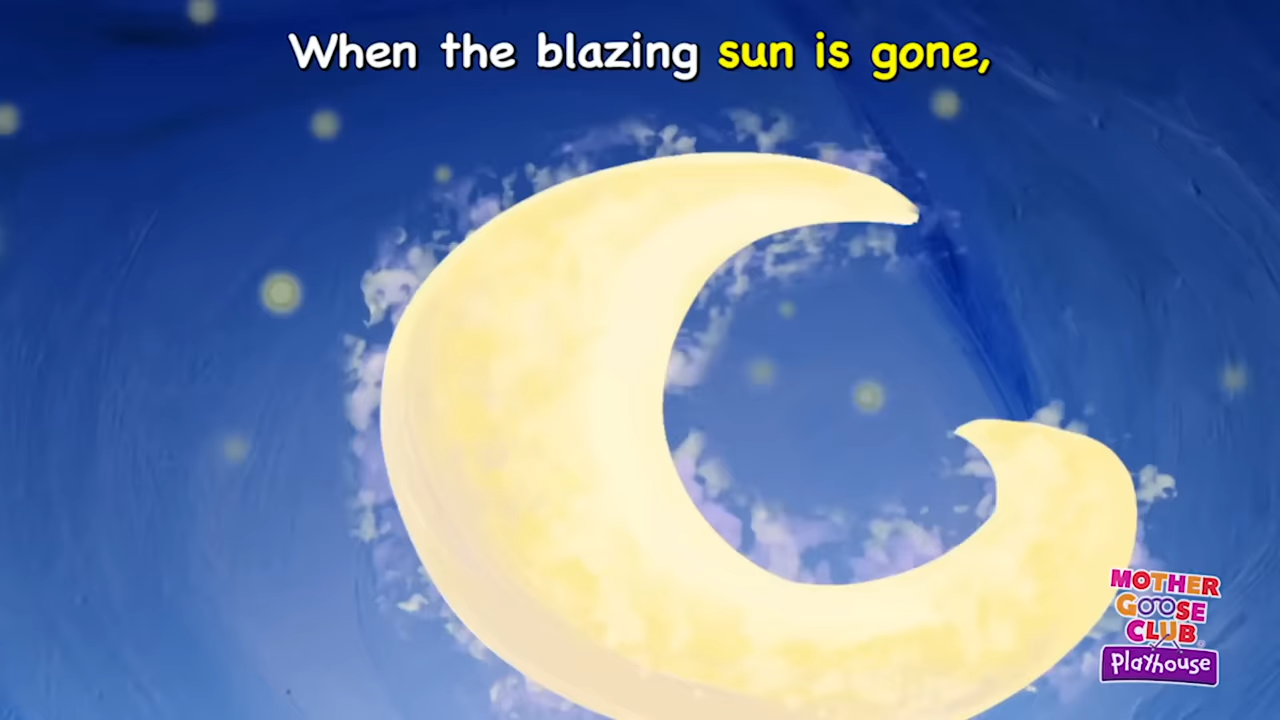 When the blazing sun is gone,
MOTHER
GOOSE
CLUB
Playhouse